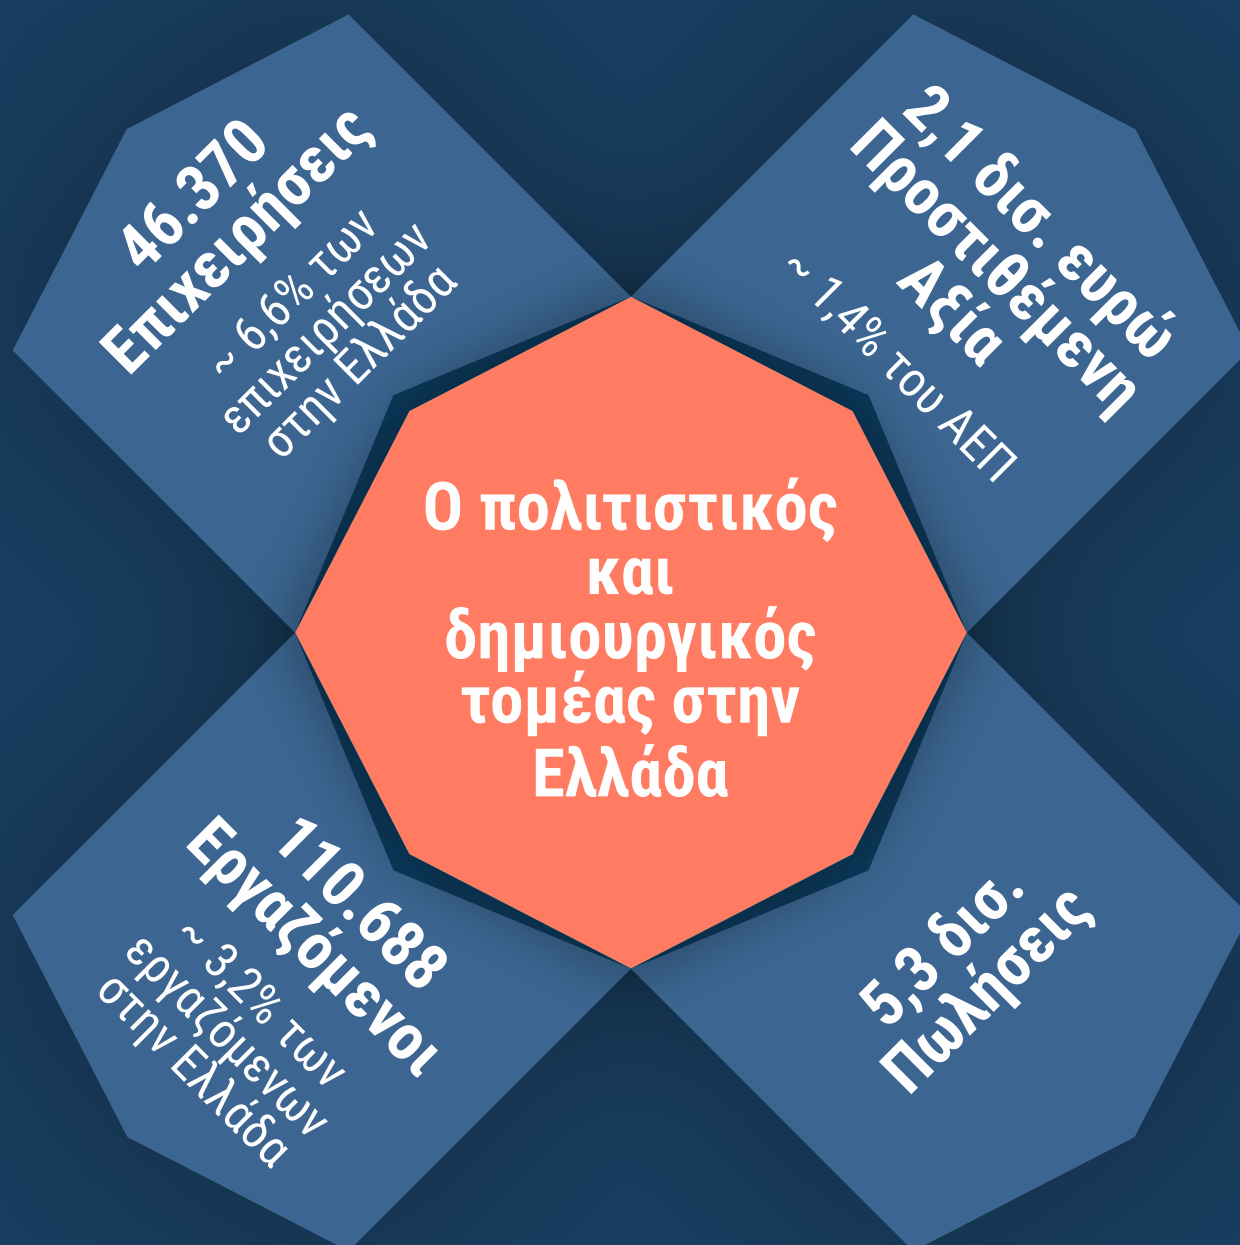 46.370
Επιχειρήσεις
~ 6,6% των
επιχειρήσεων
στην Ελλάδα
2,1 δισ. ευρώ
Προστιθέμενη
Αξία
~ 1,4% του ΑΕΠ
Ο πολιτιστικός
και
δημιουργικός
τομέας στην
Ελλάδα
110.688
Εργαζόμενοι
~ 3,2% των
εργαζόμενων
στην Ελλάδα
5,3 δισ.
Πωλήσεις